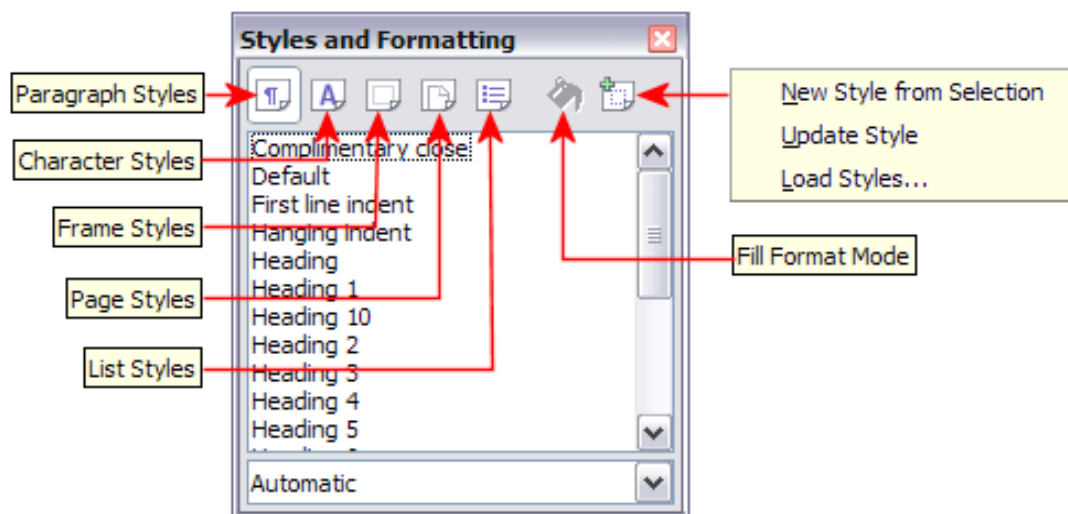 Styles and Formatting
Paragraph Styles
Character Styles
Frame Styles
Page Styles
List Styles
Complimentary close
Default
First line indent
Hanging indent
Heading
Heading 1
Heading 10
Heading 2
Heading 3
Heading 4
Heading 5
Automatic
New Style from Selection
Update Style
Load Styles...
Fill Format Mode